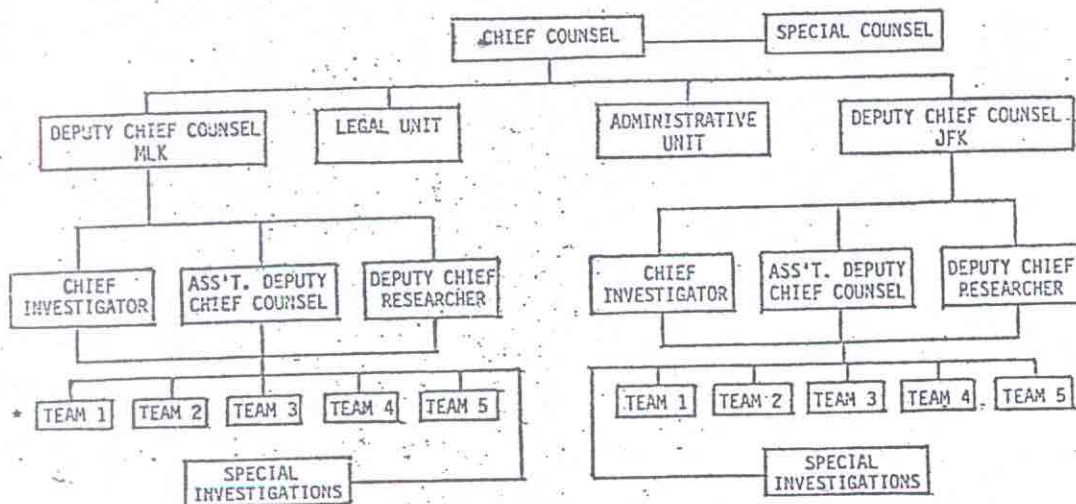 CHIEF COUNSEL
SPECIAL COUNSEL
DEPUTY CHIEF COUNSEL
MLK
LEGAL UNIT
ADMINISTRATIVE
UNIT
DEPUTY CHIEF COUNSEL
JFK
CHIEF
INVESTIGATOR
ASS'T. DEPUTY
CHIEF COUNSEL
DEPUTY CHIEF
RESEARCHER
CHIEF
INVESTIGATOR
ASS'T. DEPUTY
CHIEF COUNSEL
DEPUTY CHIEF
RESEARCHER
* TEAM 1
TEAM 2
TEAM 3
TEAM 4
TEAM 5
TEAM 1
TEAM 2
TEAM 3
TEAM 4
TEAM 5
SPECIAL
INVESTIGATIONS
SPECIAL
INVESTIGATIONS